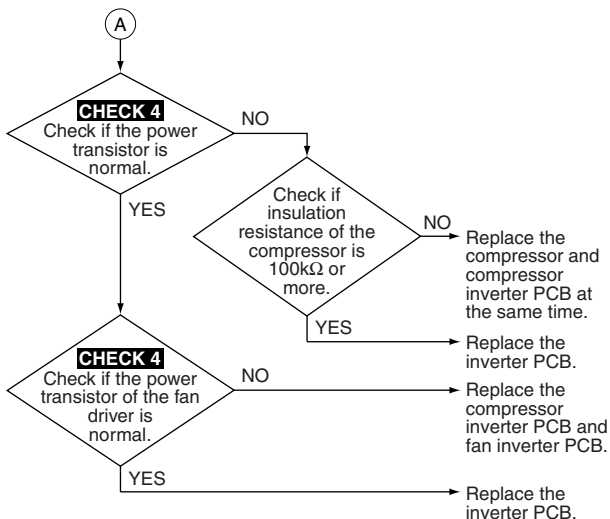 A
CHECK 4
Check if the power
transistor is
normal.
NO
YES
Check if
insulation
resistance of the
compressor is
100kΩ or
more.
NO
Replace the
compressor and
compressor
inverter PCB at
the same time.
YES
Replace the
inverter PCB.
CHECK 4
Check if the power
transistor of the fan
driver is
normal.
NO
Replace the
compressor
inverter PCB and
fan inverter PCB.
YES
Replace the
inverter PCB.